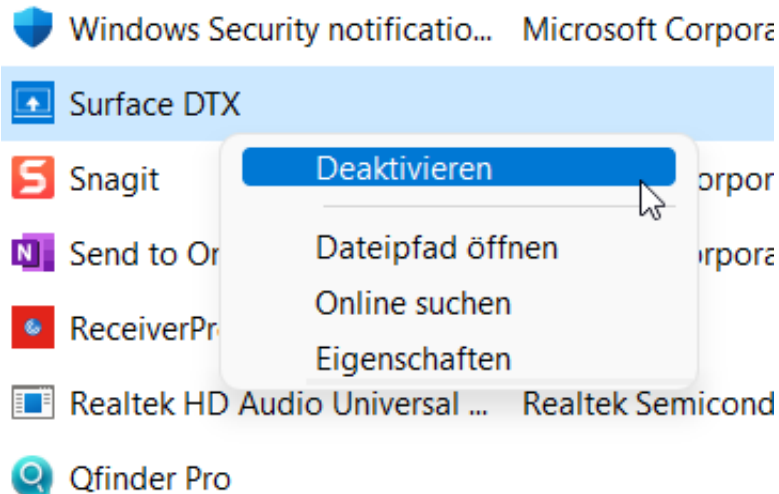 Windows Security notificatio... Microsoft Corpora
Surface DTX
Deaktivieren
Snagit orpor
Dateipfad öffnen
Send to Or rpora
Online suchen
ReceiverPr
Eigenschaften
Realtek HD Audio Universal ... Realtek Semicond
Qfinder Pro